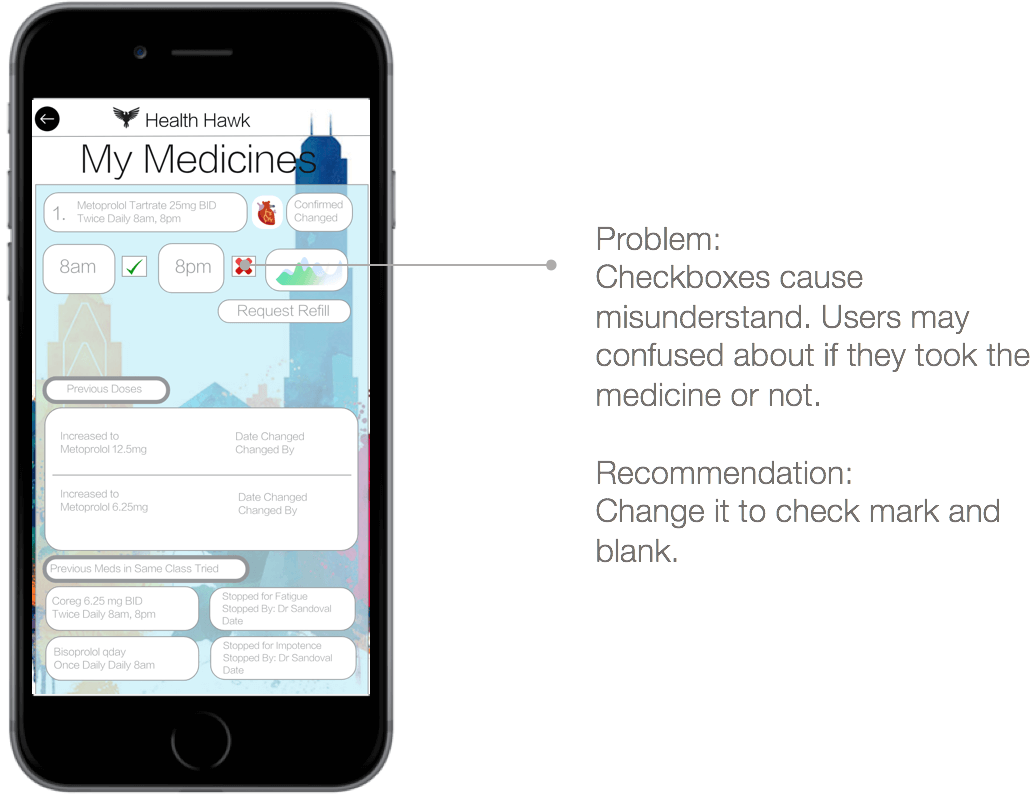 Health Hawk
My Medicines
1.
Metoprolol Tartrate 25mg BID
Twice Daily 8am, 8pm
Confirmed
Changed
8am
8pm
Request Refill
Previous Doses
Increased to
Metoprolol 12.5mg
Date Changed
Changed By
Increased to
Metoprolol 6.25mg
Date Changed
Changed By
Previous Meds in Same Class Tried
Coreg 6.25 mg BID
Twice Daily 8am, 8pm
Stopped for Fatigue
Stopped By: Dr Sandoval
Date
Bisoprolol qday
Once Daily Daily 8am
Stopped for Impotence
Stopped By: Dr Sandoval
Date
Problem:
Checkboxes cause
misunderstand. Users may
confused about if they took the
medicine or not.
Recommendation:
Change it to check mark and
blank.